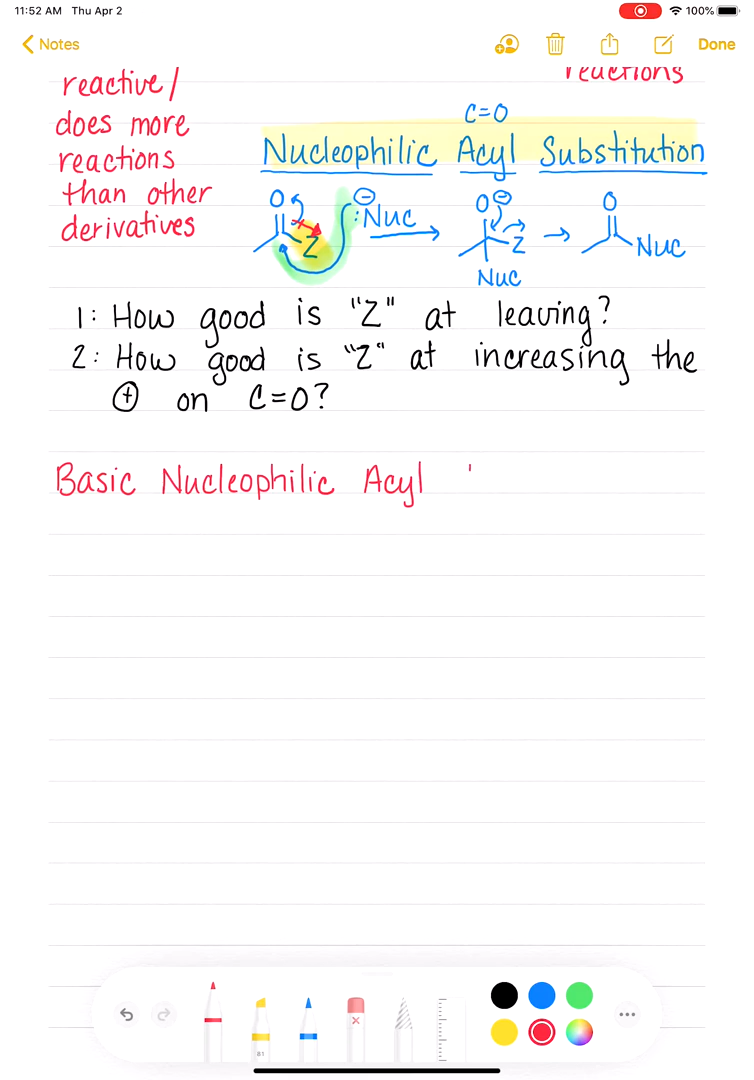 11:52 AM Thu Apr 2
100%
Notes
Done
reactive/
does more
reactions
than other
derivatives
reactions
C=O
Nucleophilic Acyl Substitution
O
Z
⊖
:Nuc
O⊖
Z
Nuc
O
Nuc
1: How good is "Z" at leaving?
2: How good is "Z" at increasing the
⊕ on C=O?
Basic Nucleophilic Acyl
81